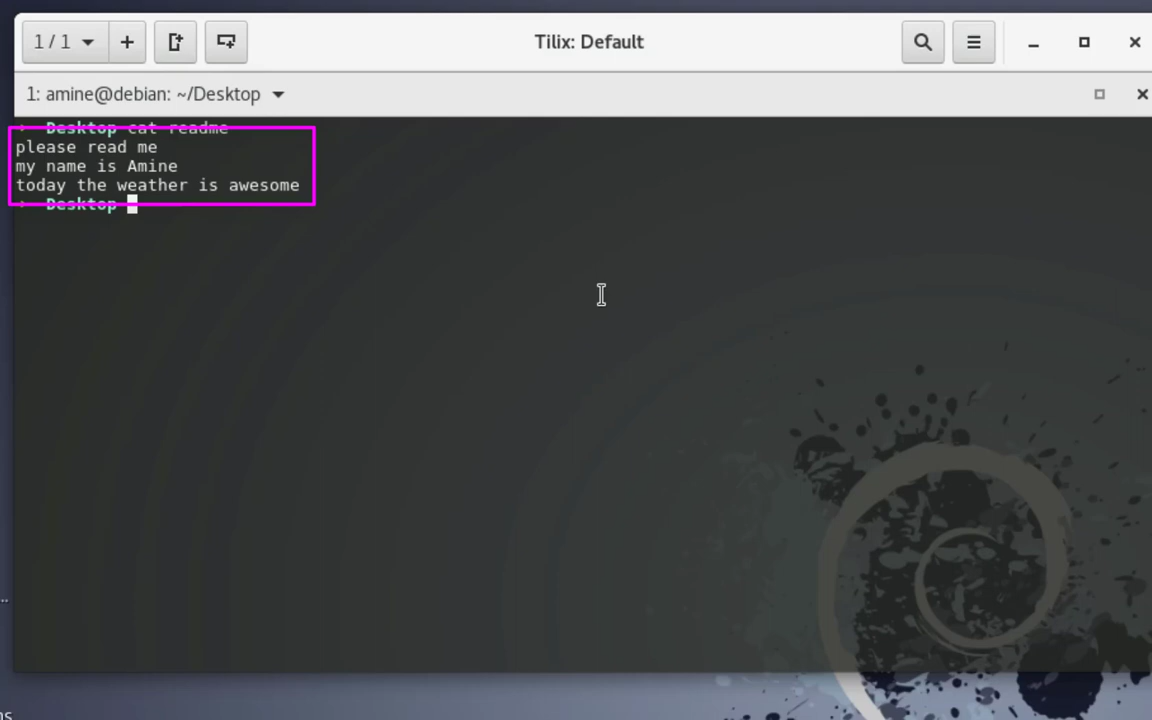 1 / 1
Tilix: Default
1: amine@debian: ~/Desktop
Desktop cat readme
please read me
my name is Amine
today the weather is awesome
Desktop